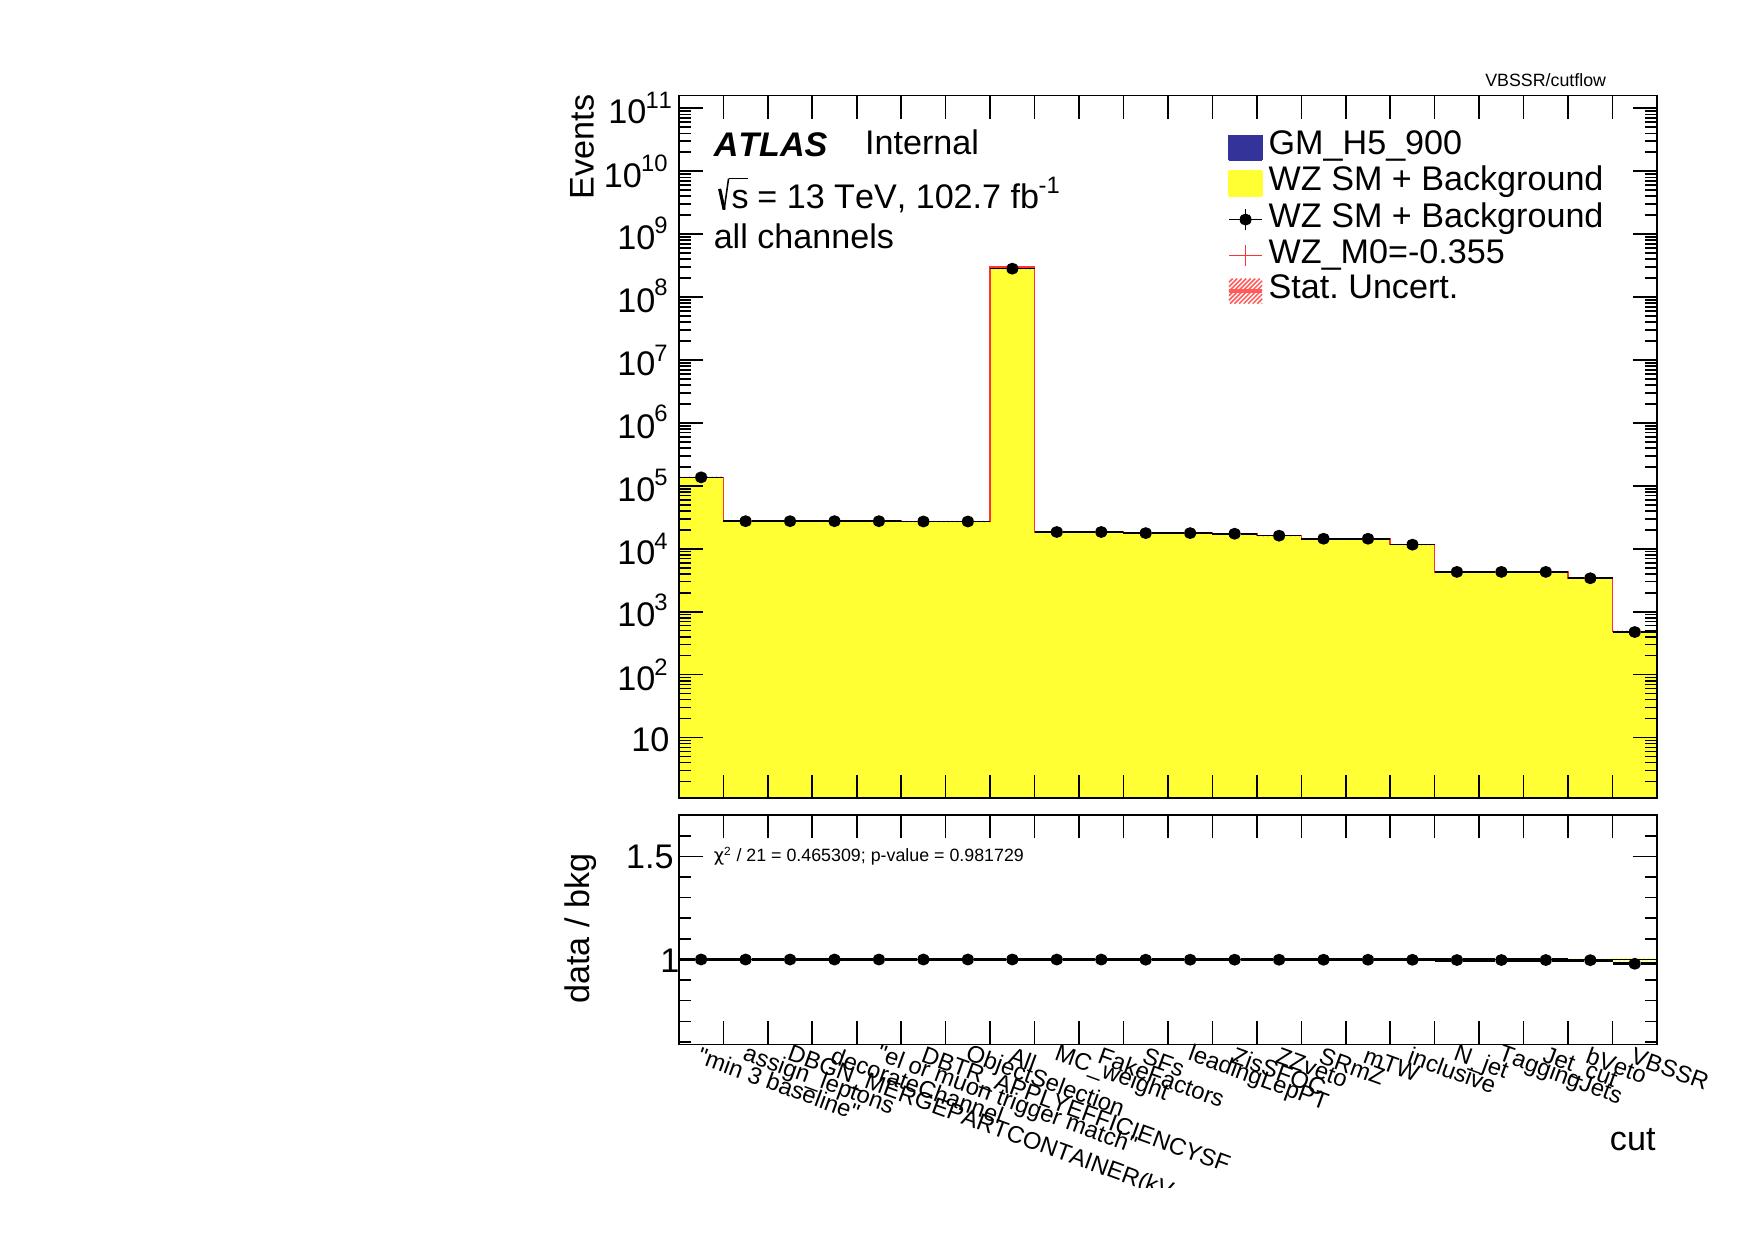 VBSSR/cutflow
Events
10^11
10^10
10^9
10^8
10^7
10^6
10^5
10^4
10^3
10^2
10
ATLAS Internal
√s = 13 TeV, 102.7 fb^-1
all channels
GM_H5_900
WZ SM + Background
WZ SM + Background
WZ_M0=-0.355
Stat. Uncert.
data / bkg
1.5
1
χ² / 21 = 0.465309; p-value = 0.981729
"min 3 baseline"
assign_leptons
DBGN_MERGEPARTCONTAINER(kV
decorateChannel
"el or muon trigger match"
DBTR_APPLYEFFICIENCYSF
ObjectSelection
All
MC_weight
FakeFactors
SFs
leadingLepPT
ZisSFOC
ZZveto
SRmZ
mTW
inclusive
N_jet
TaggingJets
Jet_cut
bVeto
VBSSR
cut